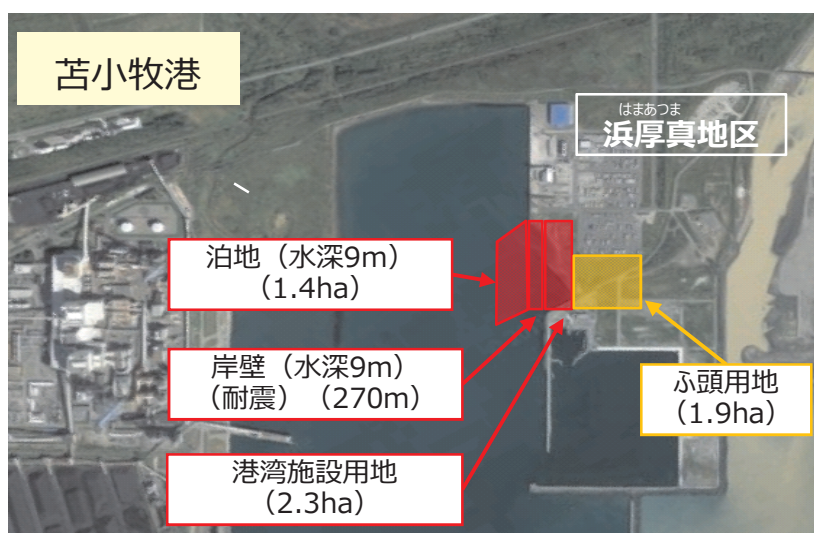 苫小牧港
はまあつま
浜厚真地区
泊地（水深9m）
（1.4ha）
岸壁（水深9m）
（耐震）（270m）
ふ頭用地
（1.9ha）
港湾施設用地
（2.3ha）